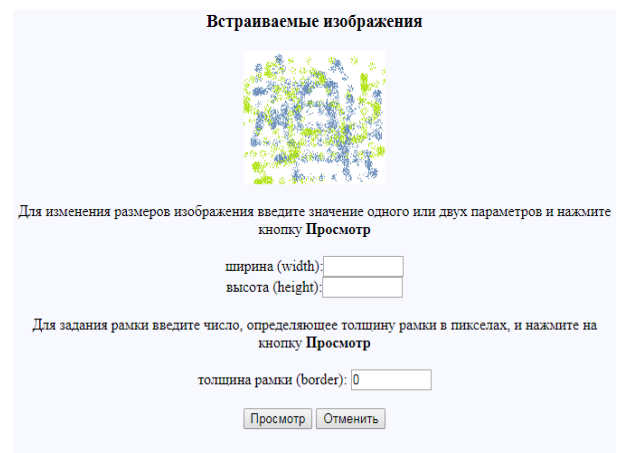 Встраиваемые изображения
Для изменения размеров изображения введите значение одного или двух параметров и нажмите
кнопку Просмотр
ширина (width):
высота (height):
Для задания рамки введите число, определяющее толщину рамки в пикселах, и нажмите на
кнопку Просмотр
толщина рамки (border): 0
Просмотр Отменить